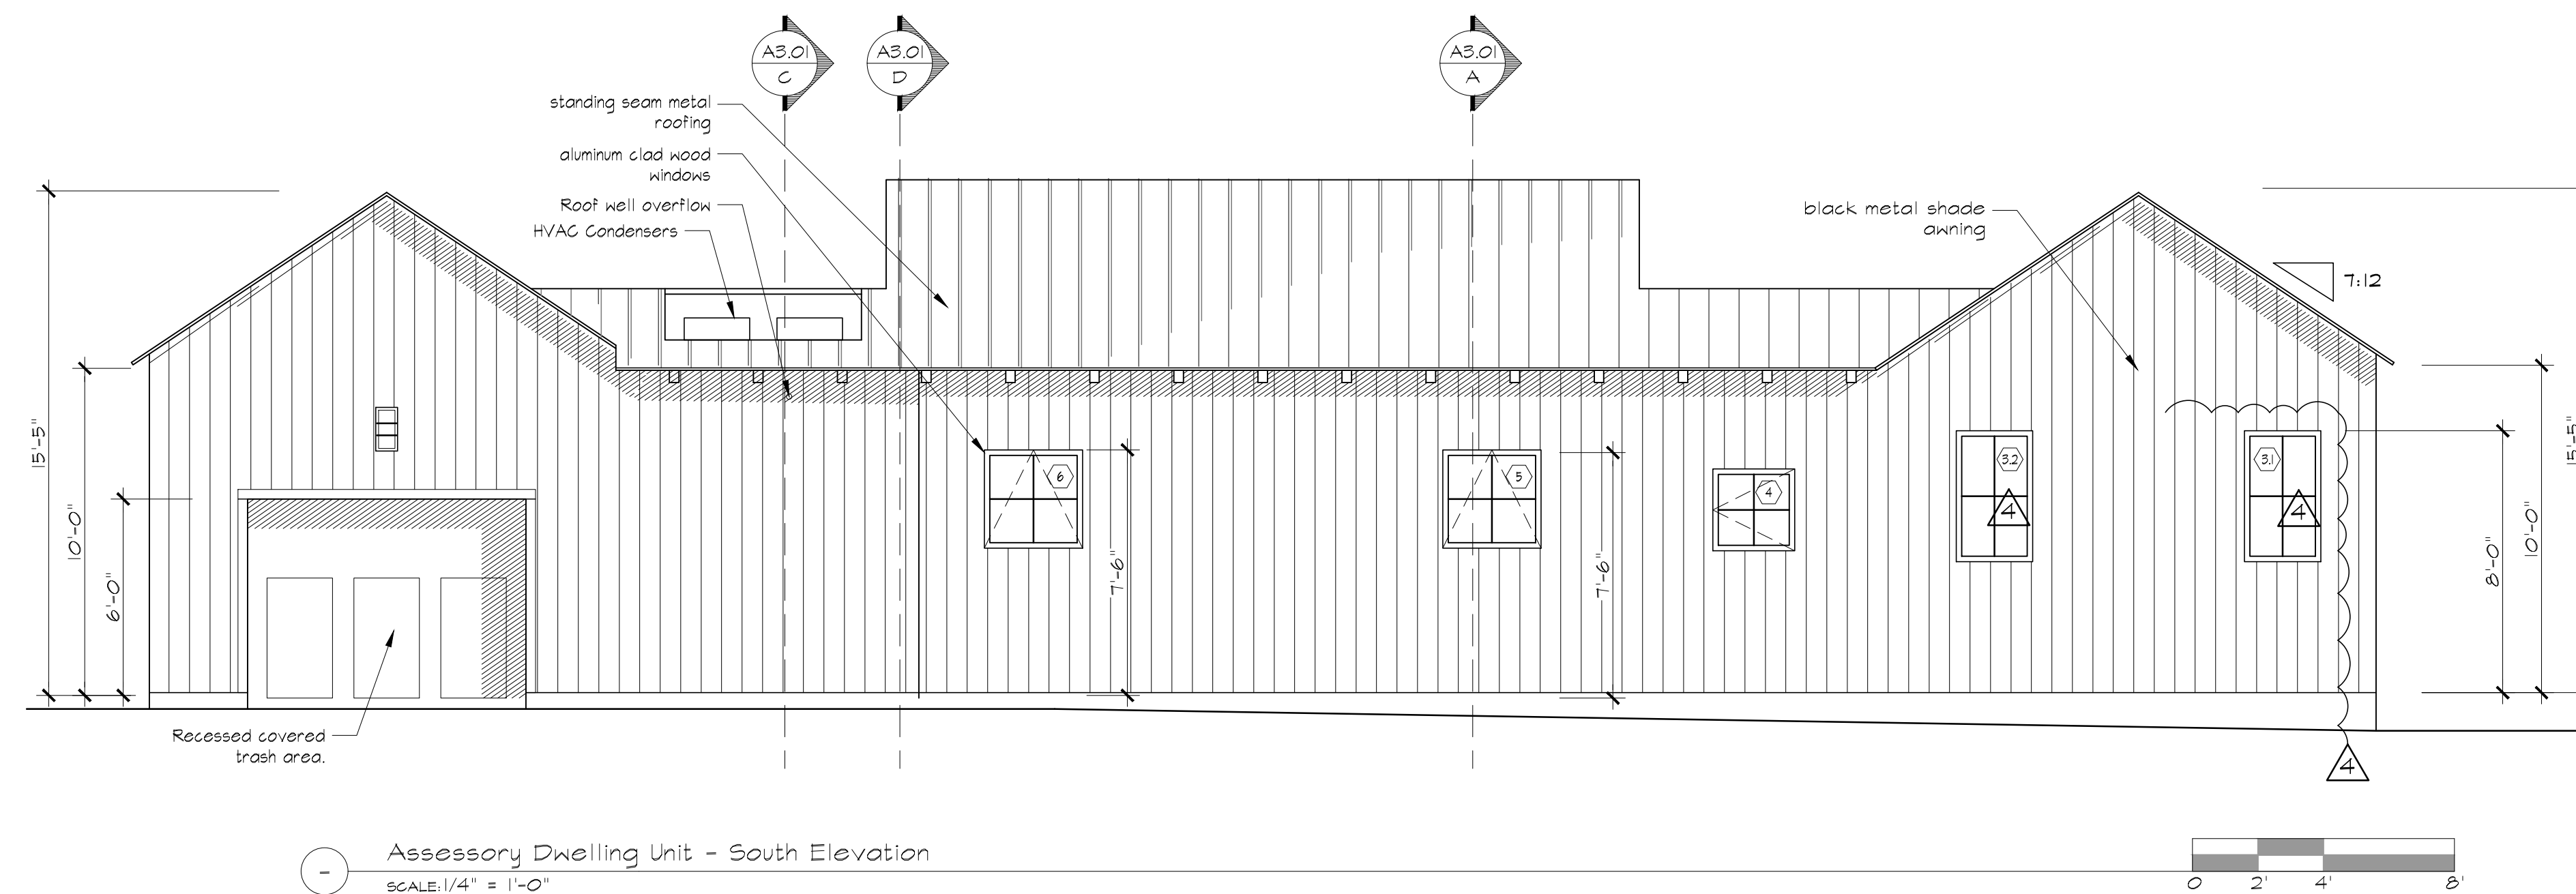 A3.01
C
A3.01
D
A3.01
A
standing seam metal
roofing
aluminum clad wood
windows
Roof well overflow
HVAC Condensers
black metal shade
awning
7:12
15'-5"
10'-0"
6'-0"
6
7'-6"
5
7'-6"
4
3.2
4
3.1
4
8'-0"
10'-0"
15'-5"
Recessed covered
trash area.
4
-
Assessory Dwelling Unit - South Elevation
SCALE:1/4" = 1'-0"
0 2' 4' 8'